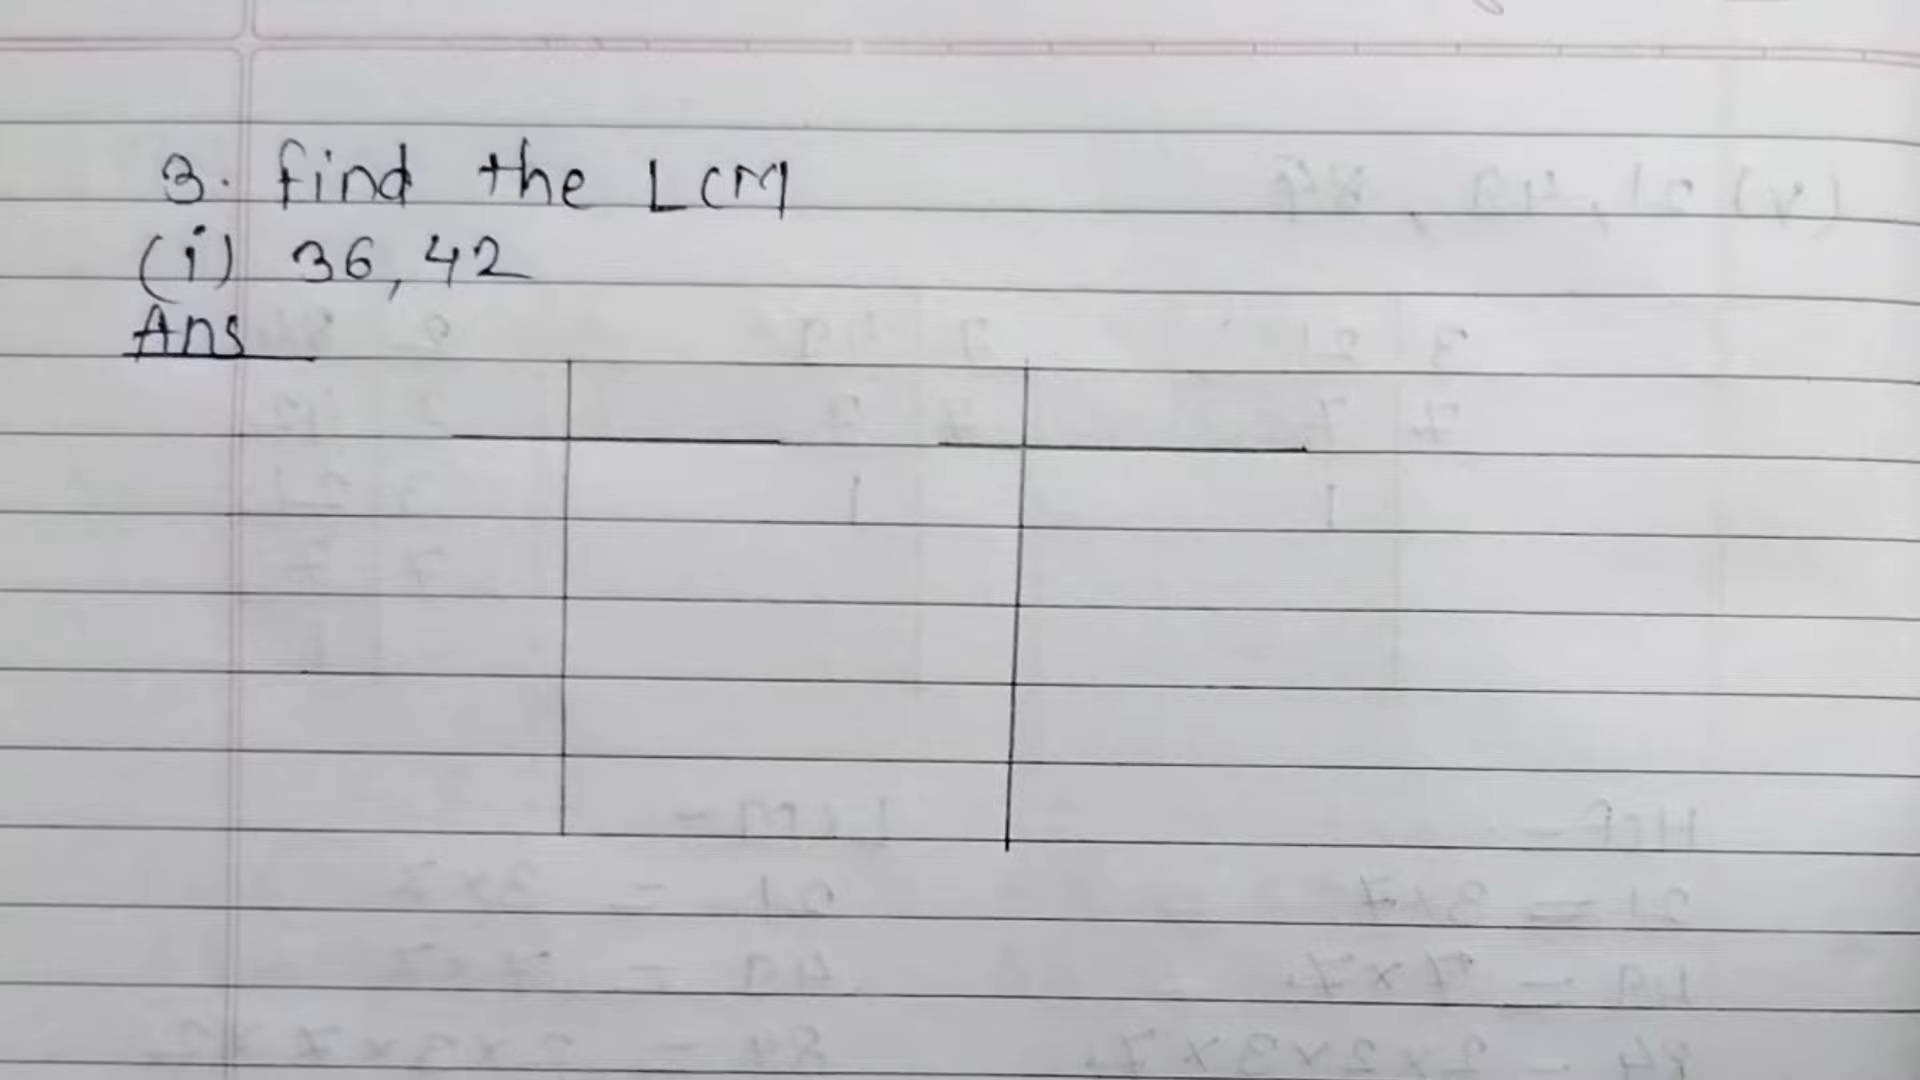 3. find the LCM
(i) 36, 42
Ans